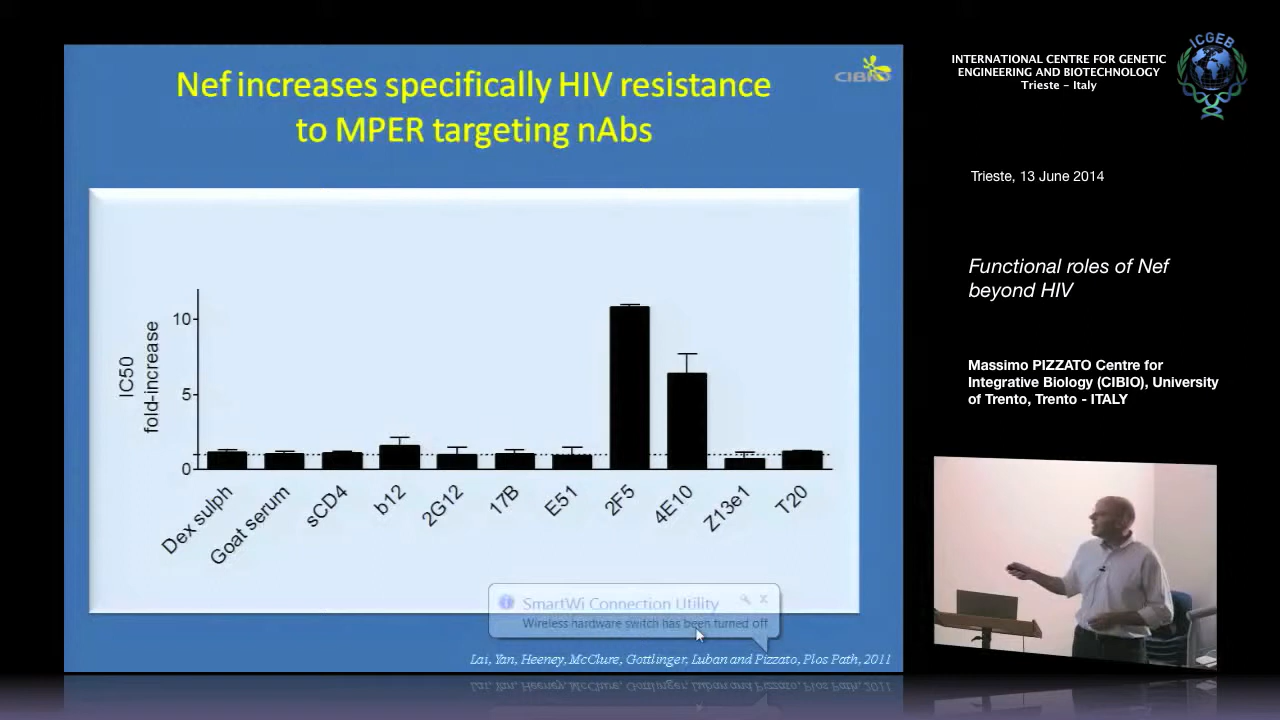 Nef increases specifically HIV resistance
to MPER targeting nAbs
CIBIO
IC50
fold-increase
10
5
0
Dex sulph
Goat serum
sCD4
b12
2G12
17B
E51
2F5
4E10
Z13e1
T20
SmartWi Connection Utility
Wireless hardware switch has been turned off
Lai, Yan, Heeney, McClure, Gottlinger, Luban and Pizzato, Plos Path, 2011
INTERNATIONAL CENTRE FOR GENETIC
ENGINEERING AND BIOTECHNOLOGY
Trieste - Italy
ICGEB
Trieste, 13 June 2014
Functional roles of Nef
beyond HIV
Massimo PIZZATO Centre for
Integrative Biology (CIBIO), University
of Trento, Trento - ITALY